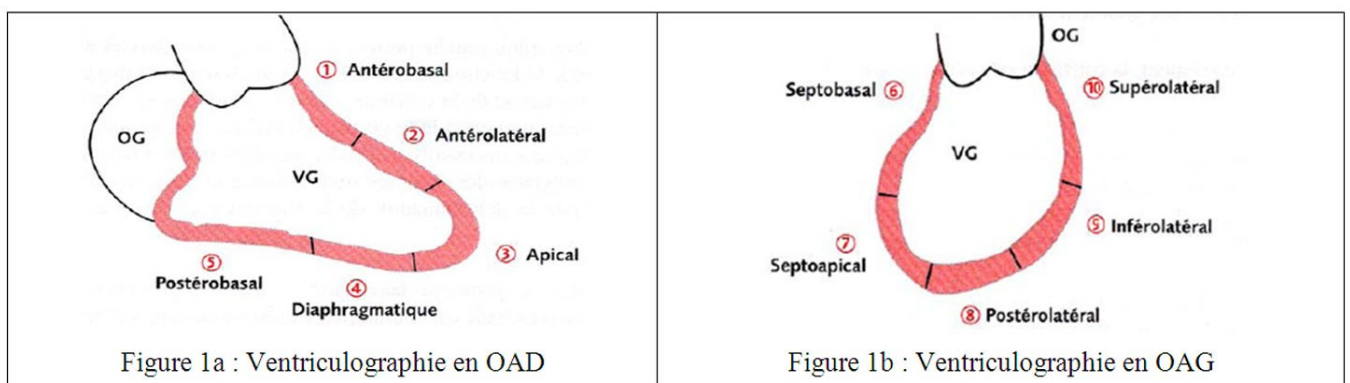 ① Antérobasal
OG
② Antérolatéral
VG
③ Apical
⑤
Postérobasal
④
Diaphragmatique
Figure 1a : Ventriculographie en OAD
OG
Septobasal ⑥
⑩ Supérolatéral
VG
⑤ Inférolatéral
⑦
Septoapical
⑧ Postérolatéral
Figure 1b : Ventriculographie en OAG